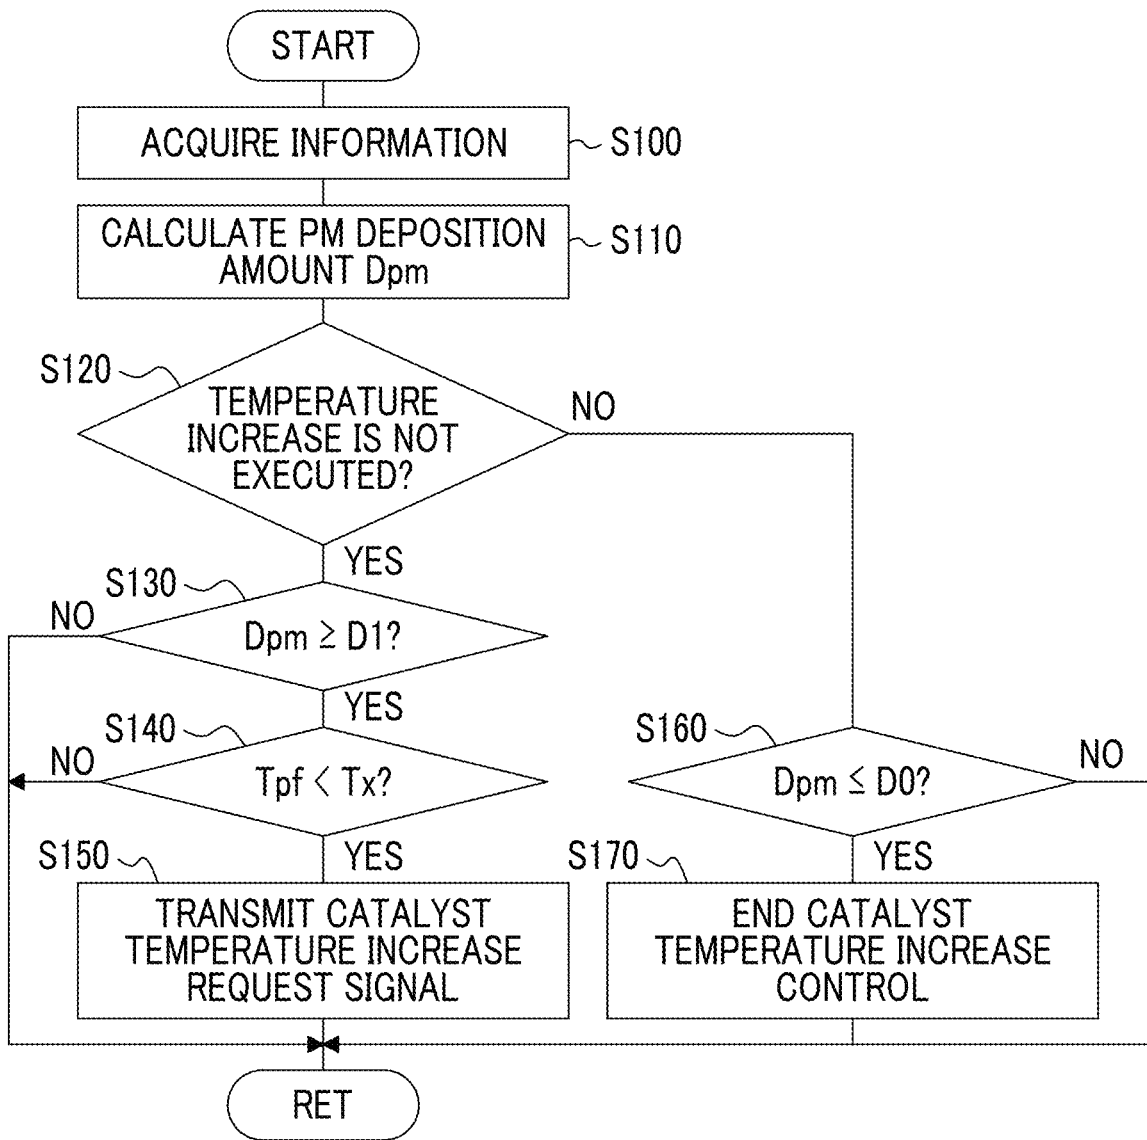 START
ACQUIRE INFORMATION
S100
CALCULATE PM DEPOSITION
AMOUNT Dpm
S110
S120
TEMPERATURE
INCREASE IS NOT
EXECUTED?
NO
YES
S130
NO
Dpm ≥ D1?
YES
S140
NO
Tpf < Tx?
YES
S160
NO
Dpm ≤ D0?
YES
S150
TRANSMIT CATALYST
TEMPERATURE INCREASE
REQUEST SIGNAL
S170
END CATALYST
TEMPERATURE INCREASE
CONTROL
RET